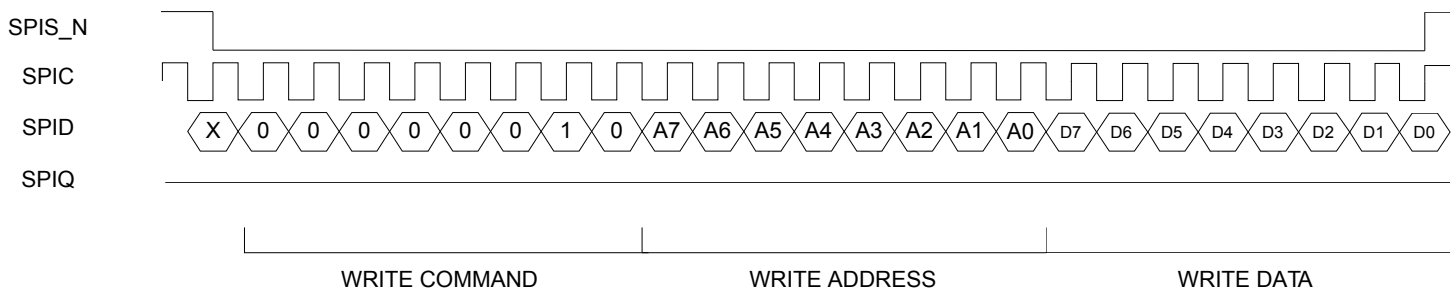 SPIS_N
SPIC
SPID X 0 0 0 0 0 0 1 0 A7 A6 A5 A4 A3 A2 A1 A0 D7 D6 D5 D4 D3 D2 D1 D0
SPIQ
WRITE COMMAND WRITE ADDRESS WRITE DATA